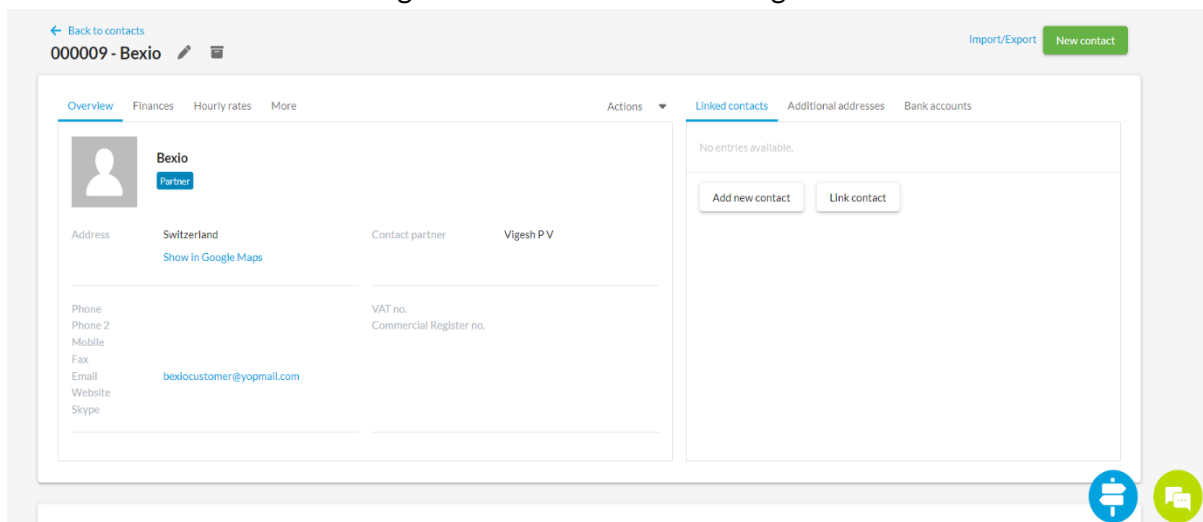 Back to contacts
000009 - Bexio
Import/Export
New contact
Overview Finances Hourly rates More Actions
Linked contacts Additional addresses Bank accounts
Bexio
Partner
No entries available.
Add new contact Link contact
Address Switzerland
Show in Google Maps
Contact partner Vigesh P V
Phone
Phone 2
Mobile
Fax
Email bexiocustomer@yopmail.com
Website
Skype
VAT no.
Commercial Register no.